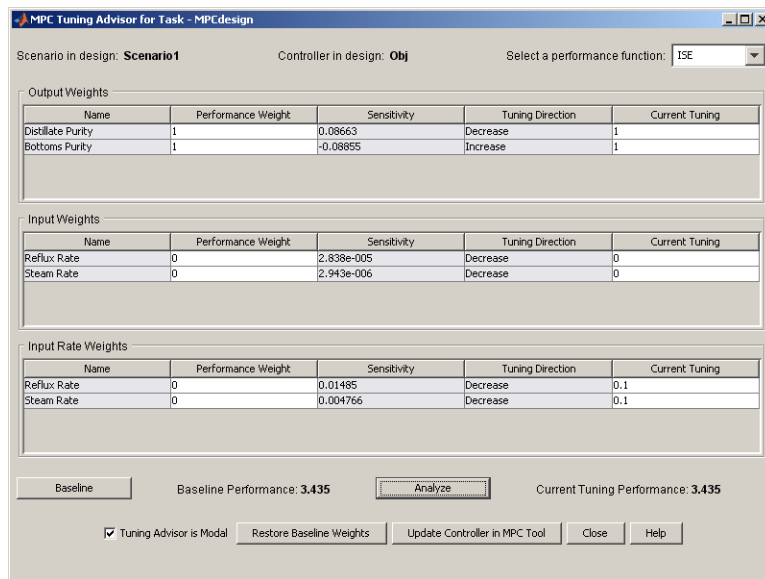 MPC Tuning Advisor for Task - MPCdesign
Scenario in design: Scenario1 Controller in design: Obj Select a performance function: ISE
Output Weights
Name Performance Weight Sensitivity Tuning Direction Current Tuning
Distillate Purity 1 0.08663 Decrease 1
Bottoms Purity 1 -0.08855 Increase 1
Input Weights
Name Performance Weight Sensitivity Tuning Direction Current Tuning
Reflux Rate 0 2.838e-005 Decrease 0
Steam Rate 0 2.943e-006 Decrease 0
Input Rate Weights
Name Performance Weight Sensitivity Tuning Direction Current Tuning
Reflux Rate 0 0.01485 Decrease 0.1
Steam Rate 0 0.004766 Decrease 0.1
Baseline Baseline Performance: 3.435 Analyze Current Tuning Performance: 3.435
Tuning Advisor is Modal Restore Baseline Weights Update Controller in MPC Tool Close Help